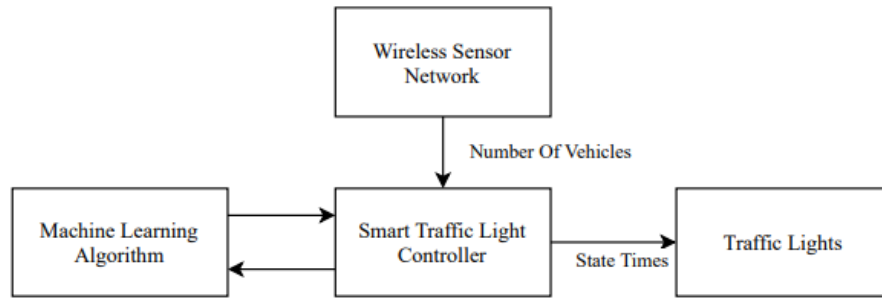 Wireless Sensor
Network
Number Of Vehicles
Machine Learning
Algorithm
Smart Traffic Light
Controller
State Times
Traffic Lights